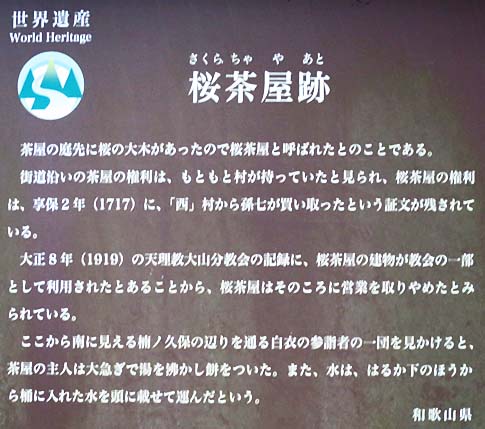 世界遺産
World Heritage
さくら ちゃ や あと
桜茶屋跡
茶屋の庭先に桜の大木があったので桜茶屋と呼ばれたとのことである。
街道沿いの茶屋の権利は、もともと村が持っていたと見られ、桜茶屋の権利
は、享保2年（1717）に、「西」村から孫七が買い取ったという証文が残されて
いる。
大正8年（1919）の天理教大山分教会の記録に、桜茶屋の建物が教会の一部
として利用されたとあることから、桜茶屋はそのころに営業を取りやめたとみ
られている。
ここから南に見える楠ノ久保の辺りを通る白衣の参詣者の一団を見かけると、
茶屋の主人は大急ぎで湯を沸かし餅をついた。また、水は、はるか下のほうか
ら桶に入れた水を頭に載せて運んだという。
和歌山県